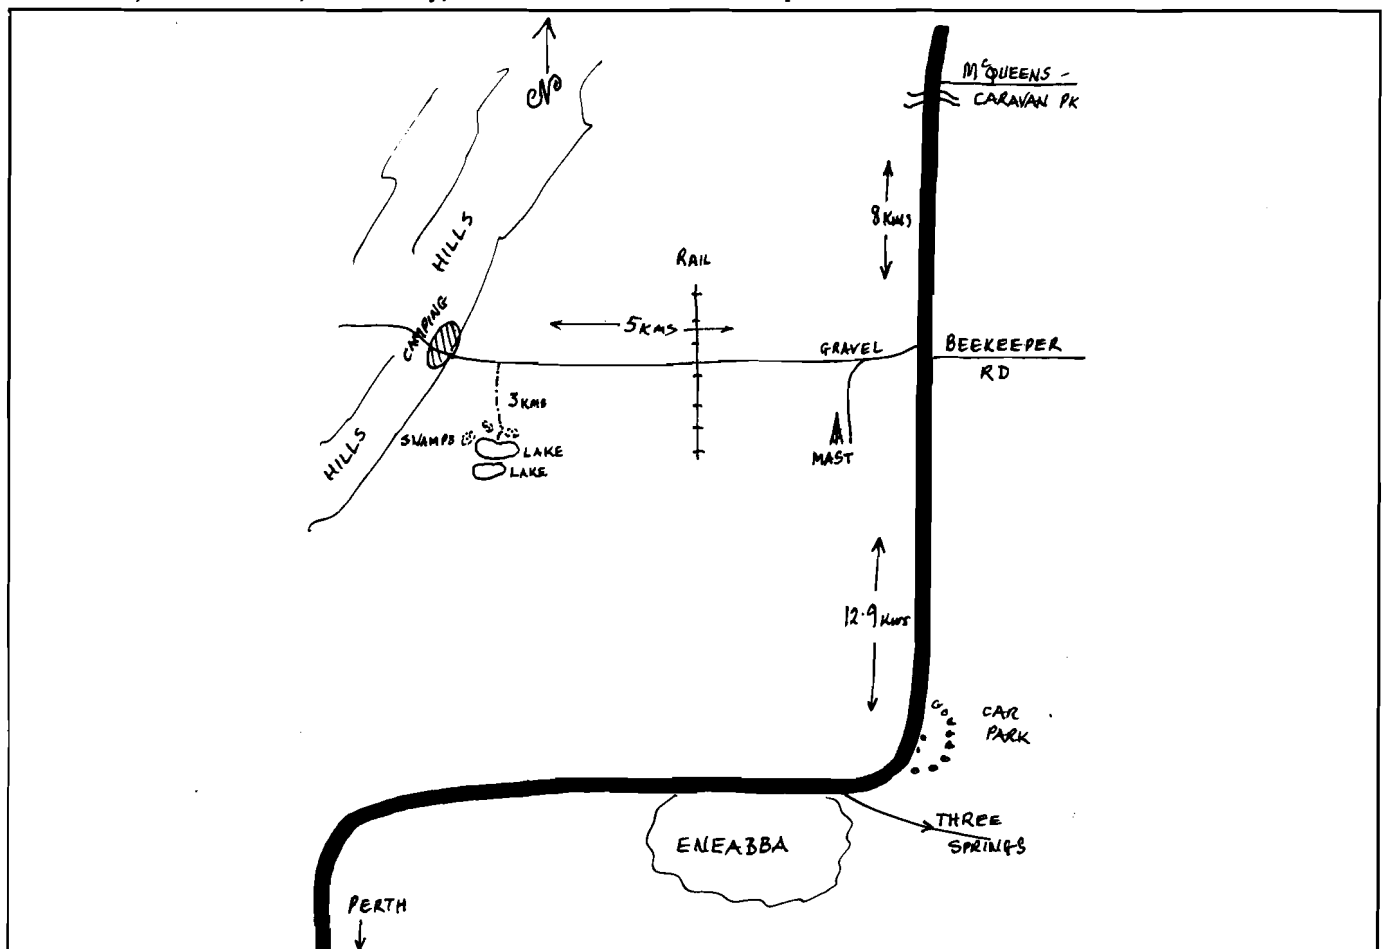 N
McQUEENS -
CARAVAN PK
8 KMS
HILLS
RAIL
CAMPING
5 KMS
GRAVEL
BEEKEEPER
RD
3 KMS
SWAMPS
LAKE
LAKE
HILLS
MAST
12.9 KMS
CAR
PARK
ENEABBA
THREE
SPRINGS
PERTH